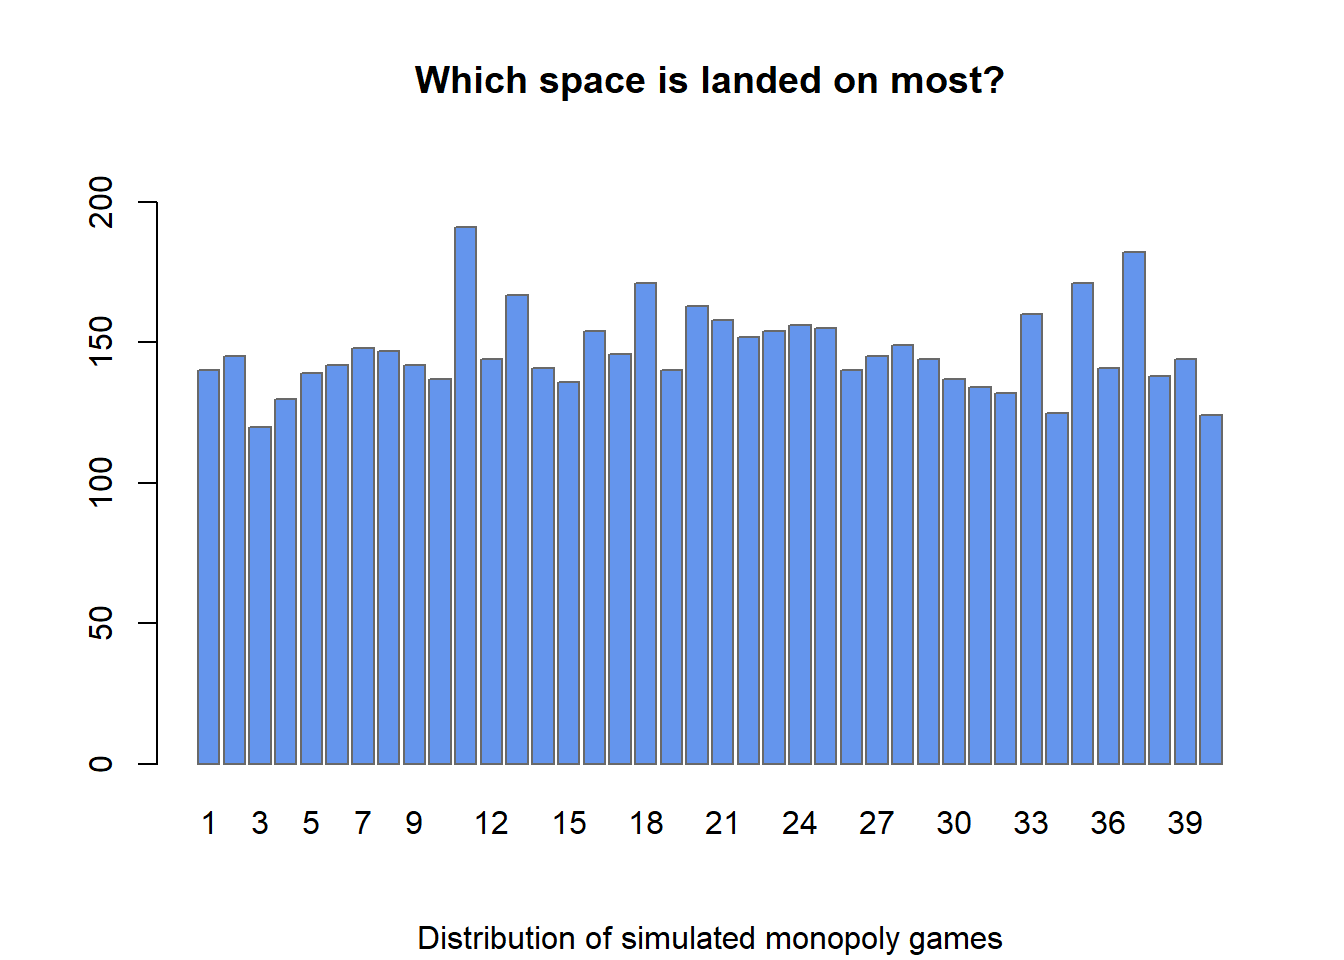 Which space is landed on most?
200
150
100
50
0
1 3 5 7 9 12 15 18 21 24 27 30 33 36 39
Distribution of simulated monopoly games